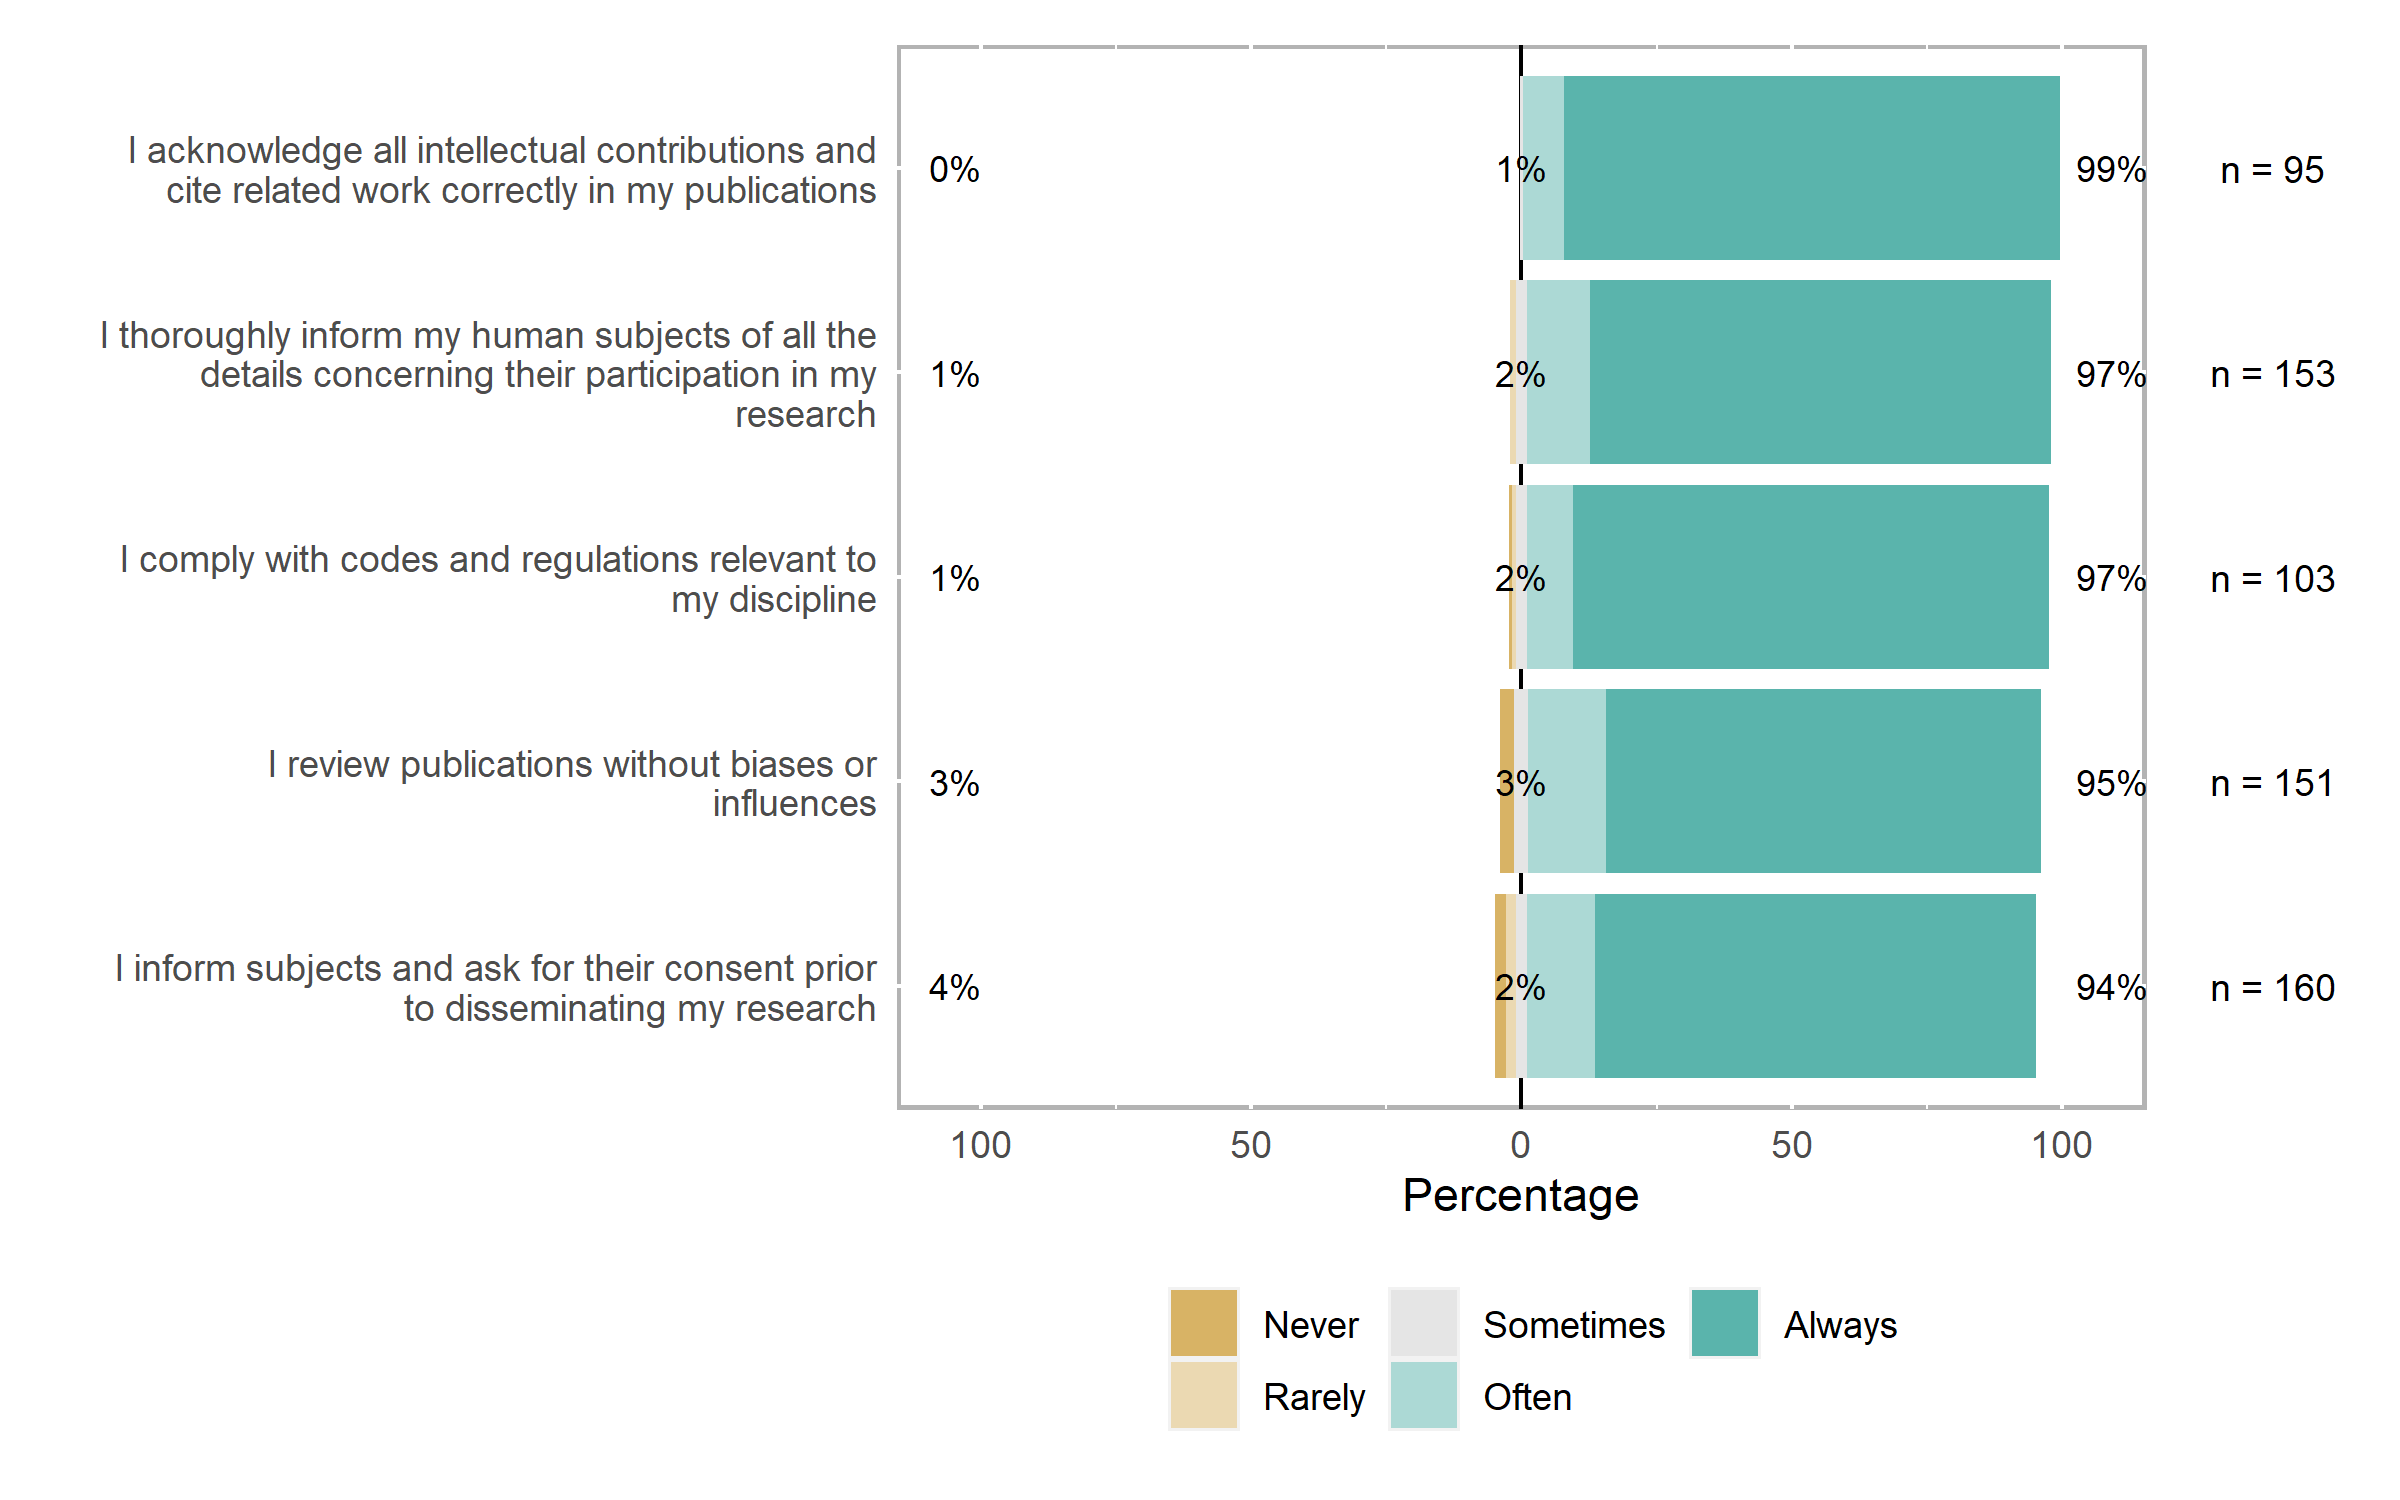 I acknowledge all intellectual contributions and
cite related work correctly in my publications
0%
1%
99%
n = 95
I thoroughly inform my human subjects of all the
details concerning their participation in my
research
1%
2%
97%
n = 153
I comply with codes and regulations relevant to
my discipline
1%
2%
97%
n = 103
I review publications without biases or
influences
3%
3%
95%
n = 151
I inform subjects and ask for their consent prior
to disseminating my research
4%
2%
94%
n = 160
100 50 0 50 100
Percentage
Never Sometimes Always
Rarely Often